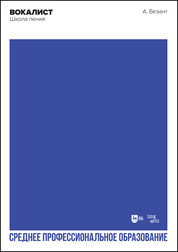 ВОКАЛИСТ
Школа пения
А. Безант
СРЕДНЕЕ ПРОФЕССИОНАЛЬНОЕ ОБРАЗОВАНИЕ